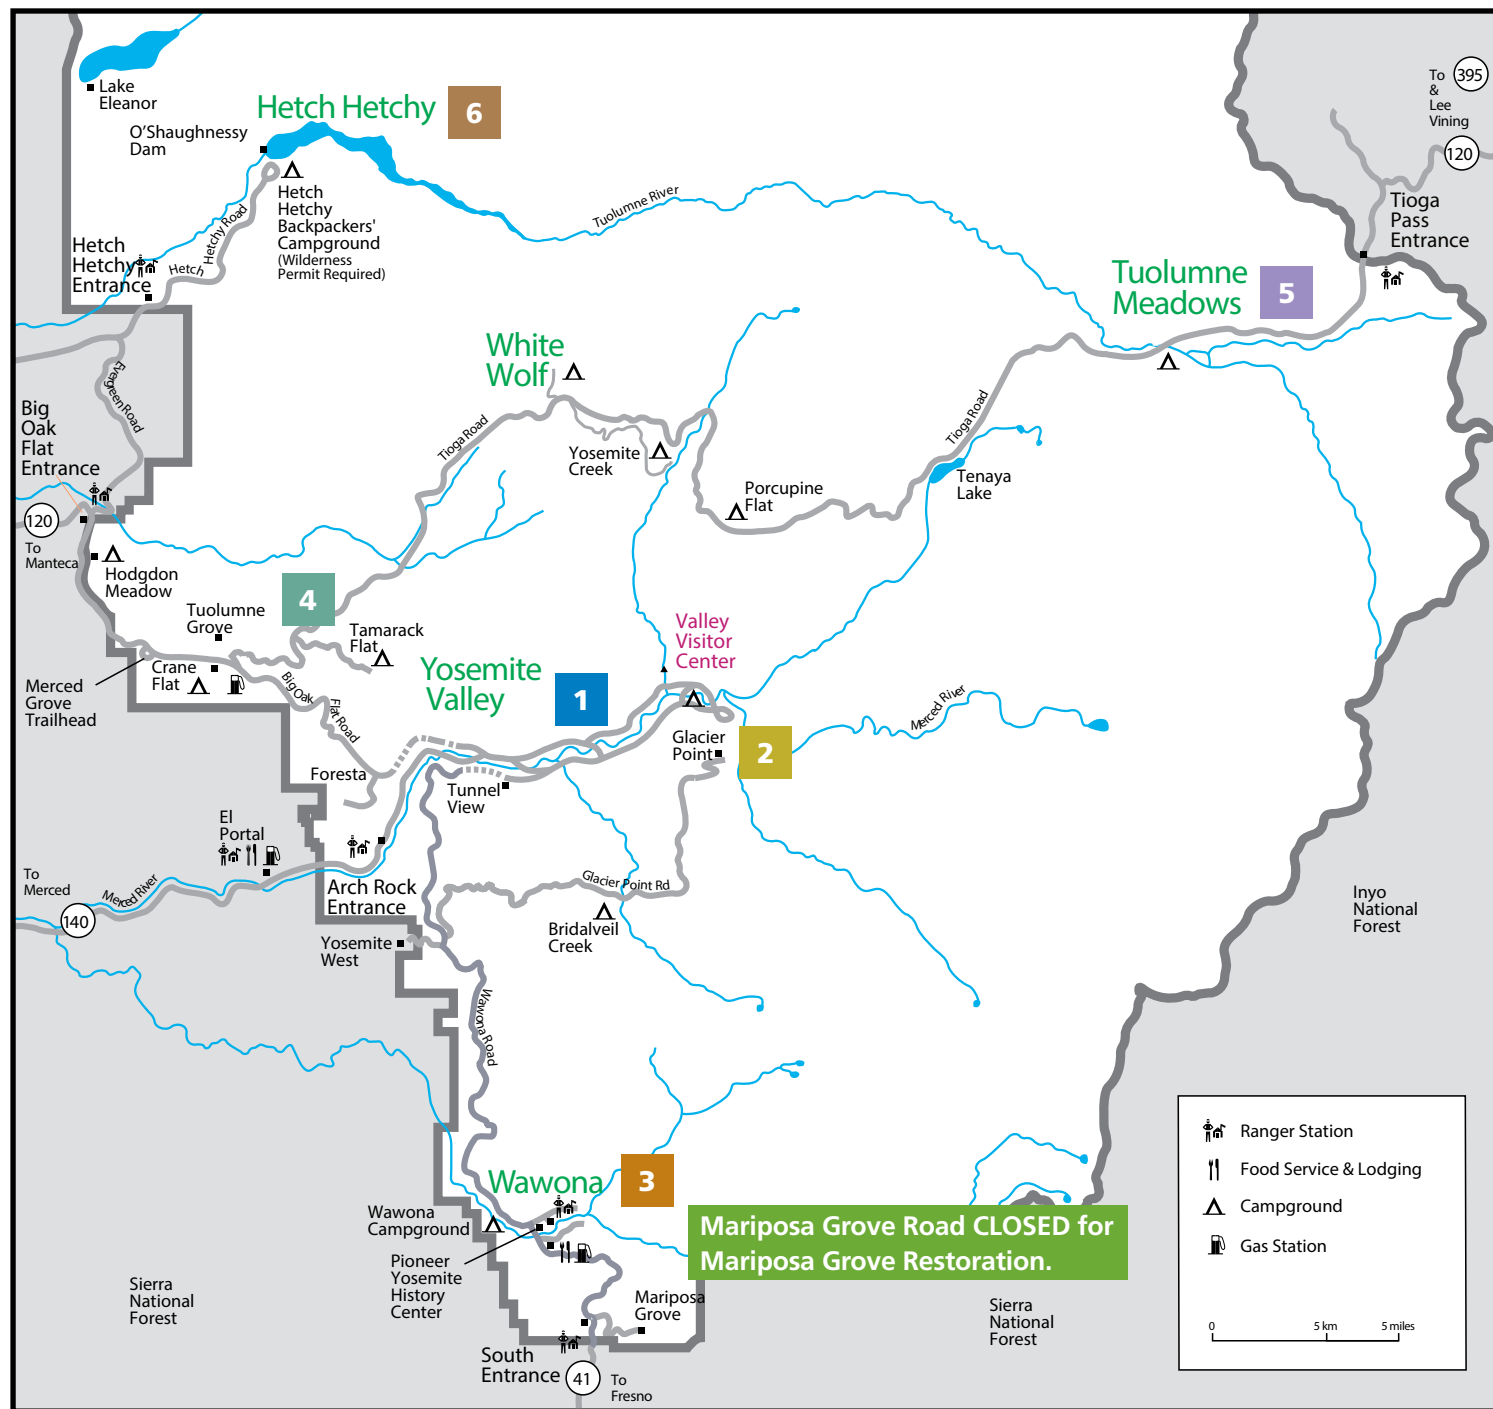 Lake
Eleanor
Hetch Hetchy
6
O'Shaughnessy
Dam
Hetch
Hetchy
Backpackers'
Campground
(Wilderness
Permit Required)
Hetch
Hetchy
Entrance
Hetch
Hetchy Road
Tuolumne River
To
&
Lee
Vining
395
120
Tioga
Pass
Entrance
Tuolumne
Meadows
5
White
Wolf
Evergreen Road
Big
Oak
Flat
Entrance
120
To
Manteca
Tioga Road
Yosemite
Creek
Porcupine
Flat
Tioga Road
Tenaya
Lake
Hodgdon
Meadow
4
Tuolumne
Grove
Tamarack
Flat
Crane
Flat
Merced
Grove
Trailhead
Big Oak
Flat Road
Yosemite
Valley
1
Valley
Visitor
Center
Merced River
Glacier
Point
2
Foresta
Tunnel
View
El
Portal
To
Merced
Merced River
140
Arch Rock
Entrance
Glacier Point Rd
Bridalveil
Creek
Yosemite
West
Inyo
National
Forest
Wawona Road
Wawona
3
Wawona
Campground
Pioneer
Yosemite
History
Center
Mariposa Grove Road CLOSED for
Mariposa Grove Restoration.
Mariposa
Grove
Sierra
National
Forest
South
Entrance
41
To
Fresno
Sierra
National
Forest
Ranger Station
Food Service & Lodging
Campground
Gas Station
0
5 km
5 miles